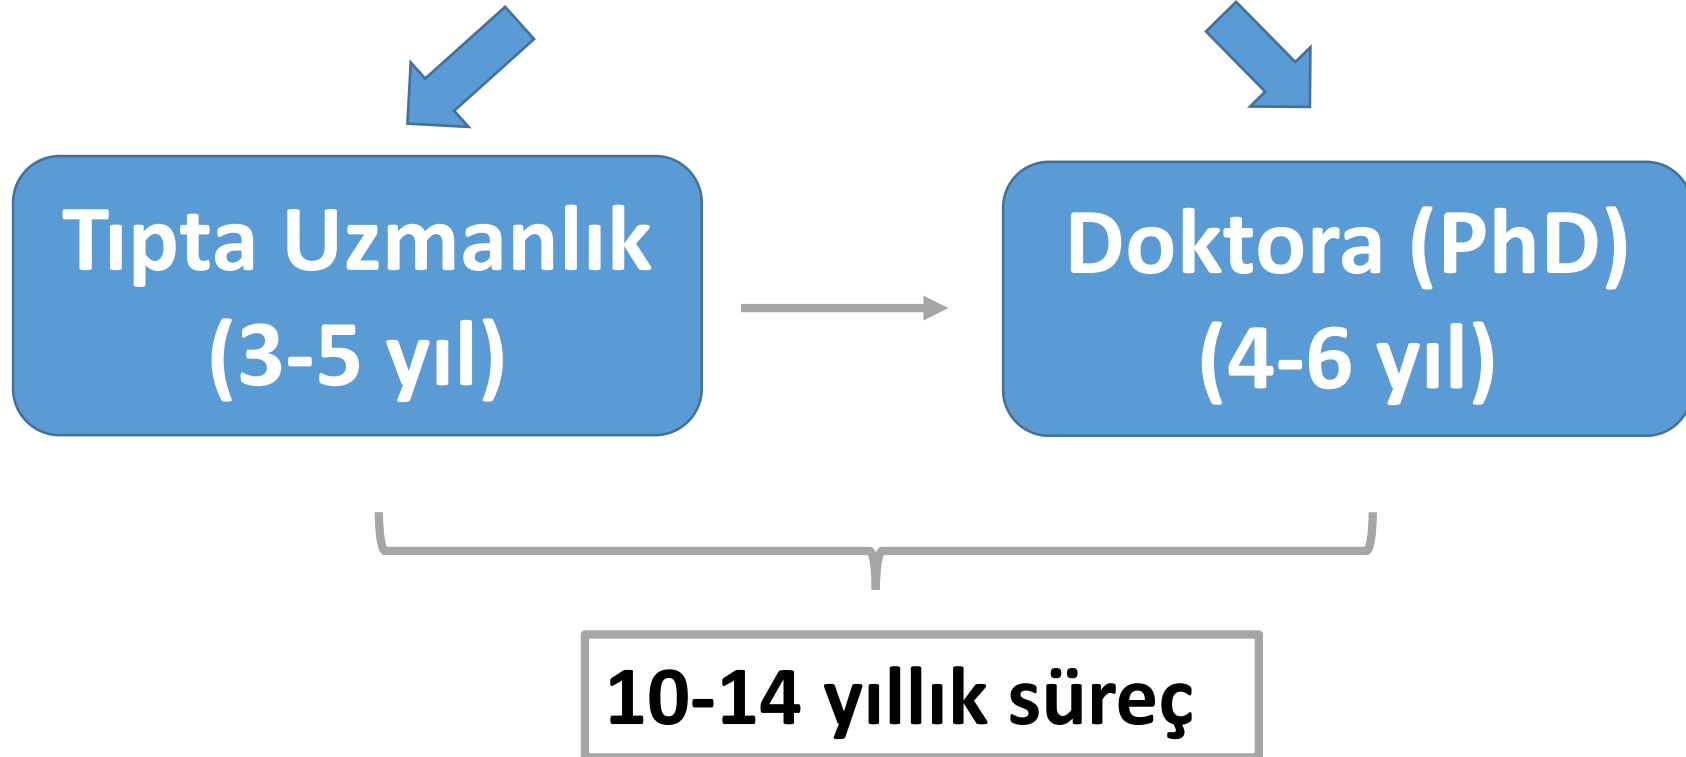 Tıpta Uzmanlık
(3-5 yıl)
Doktora (PhD)
(4-6 yıl)
10-14 yıllık süreç